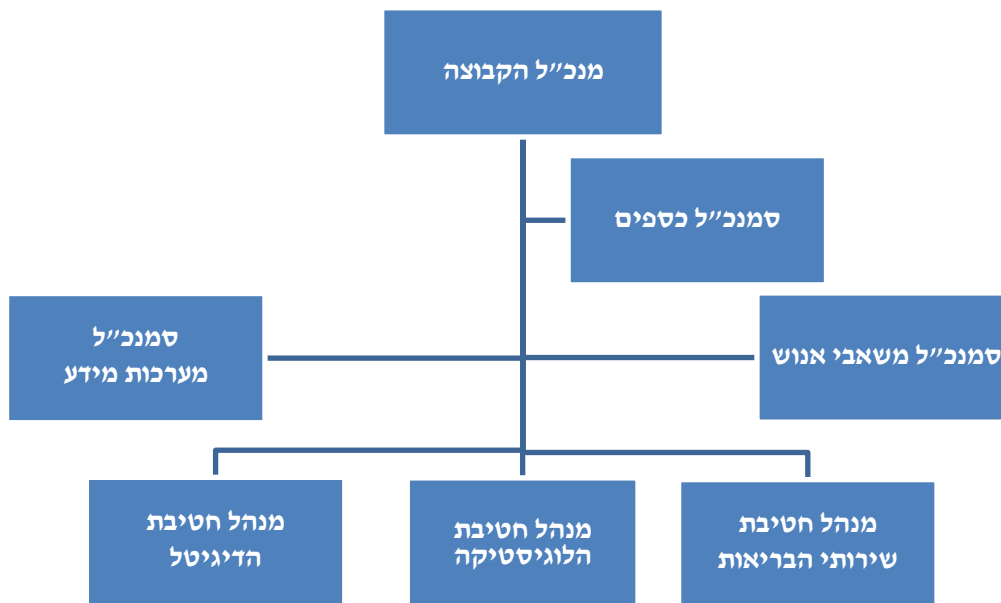 מנכ״ל הקבוצה
סמנכ״ל כספים
סמנכ״ל משאבי אנוש
סמנכ״ל
מערכות מידע
מנהל חטיבת
שירותי הבריאות
מנהל חטיבת
הלוגיסטיקה
מנהל חטיבת
הדיגיטל